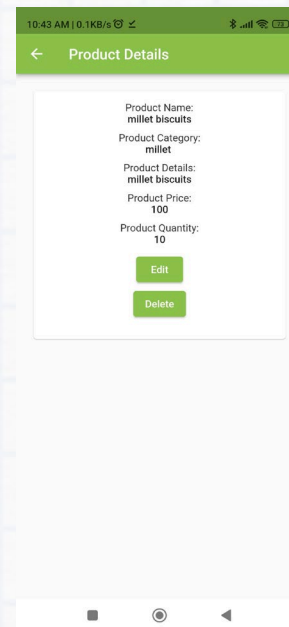 10:43 AM | 0.1KB/s
Product Details
Product Name:
millet biscuits
Product Category:
millet
Product Details:
millet biscuits
Product Price:
100
Product Quantity:
10
Edit
Delete